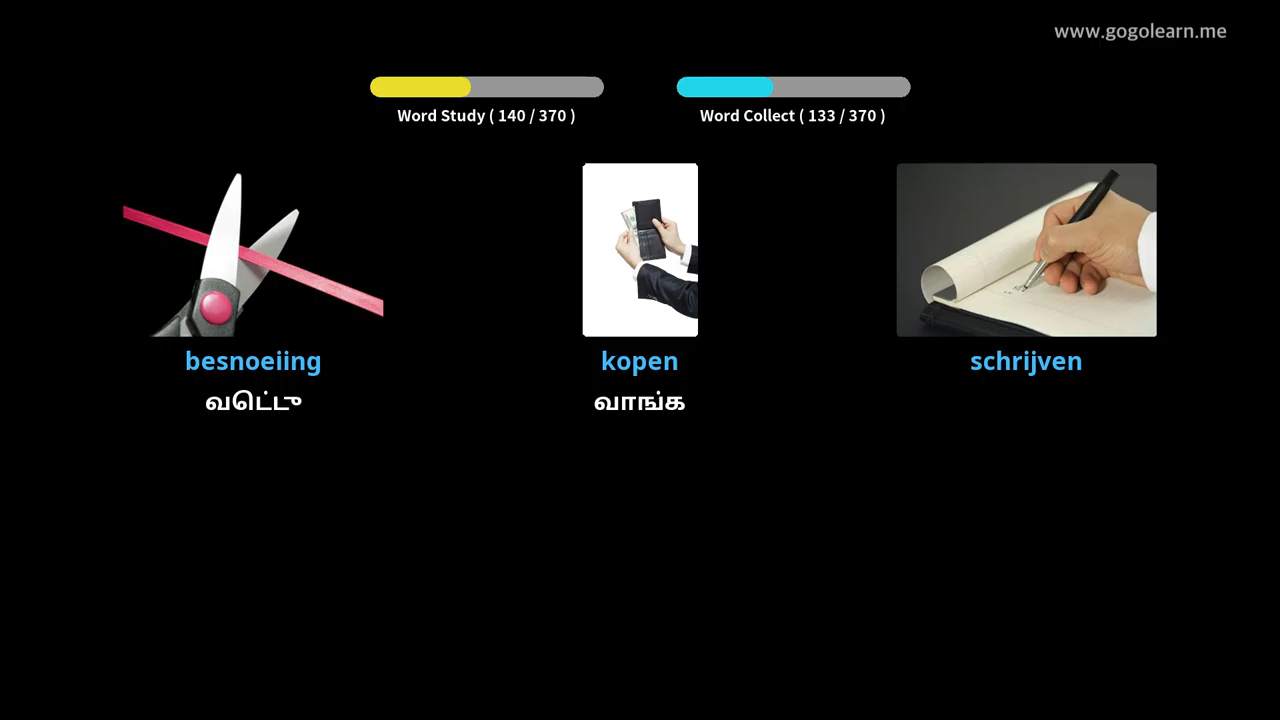 www.gogolearn.me
Word Study ( 140 / 370 )
Word Collect ( 133 / 370 )
besnoeiing
kopen
schrijven
வெட்டு
வாங்க